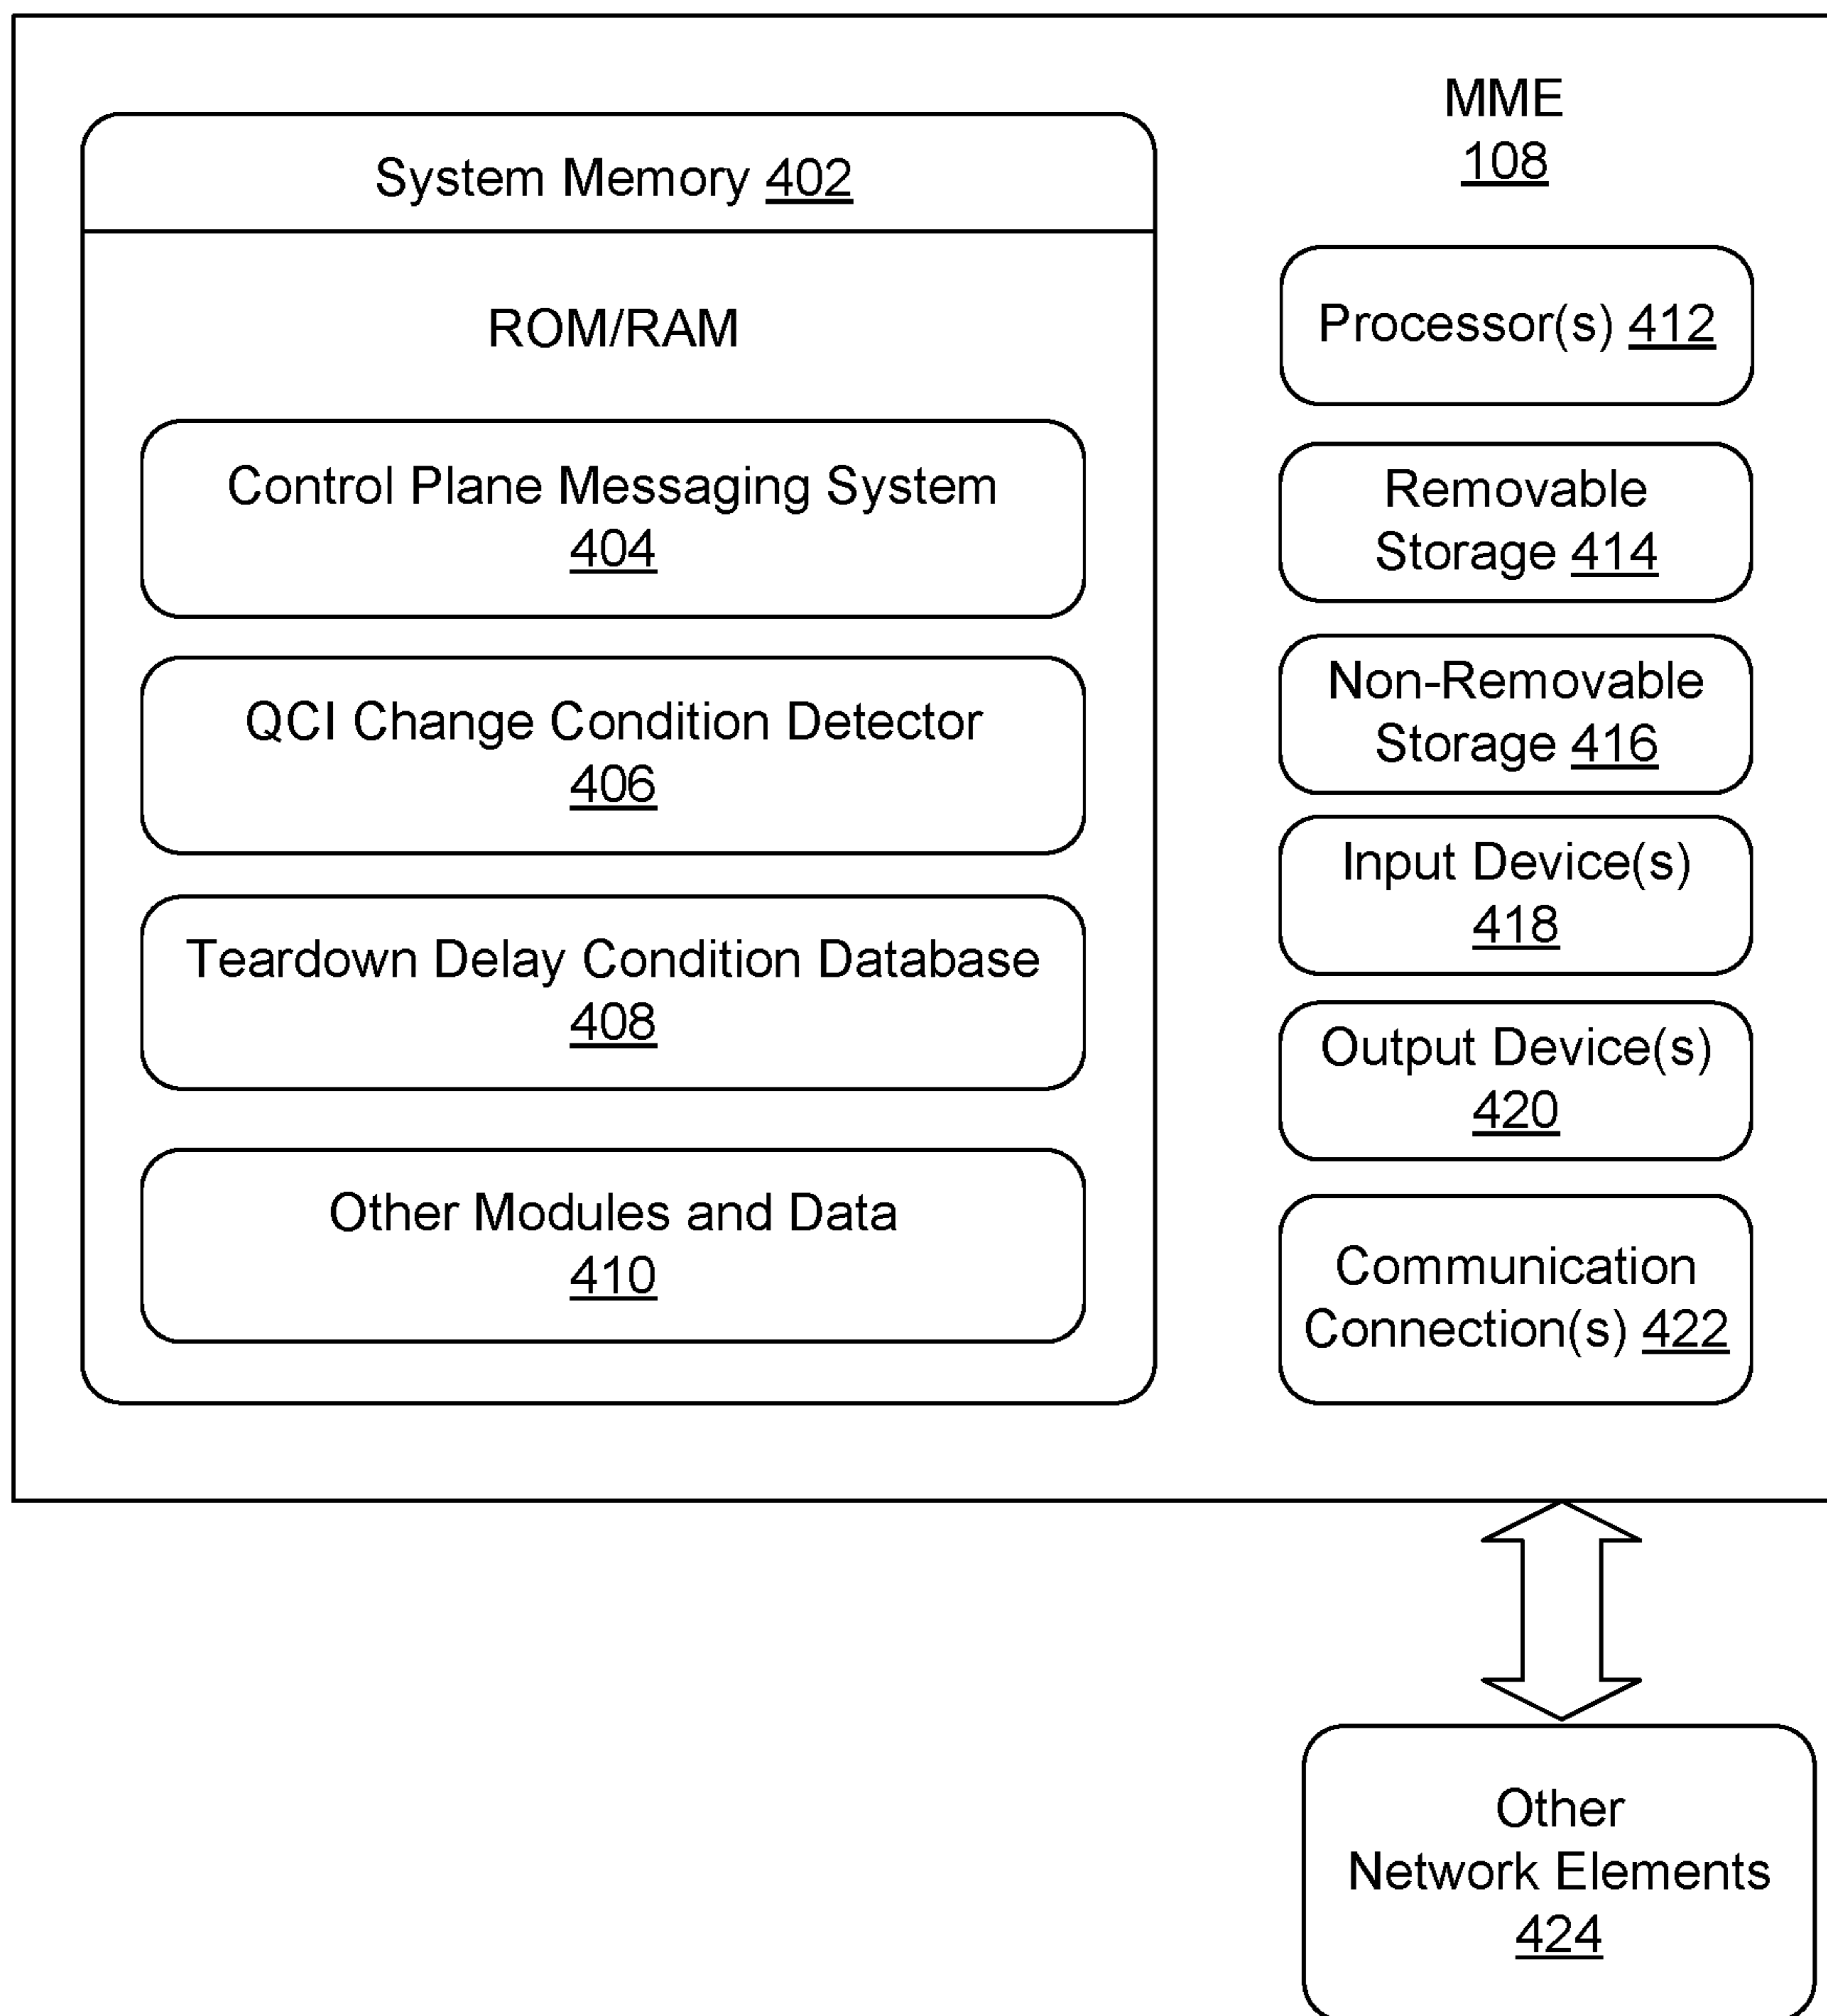 MME
108
System Memory 402
ROM/RAM
Control Plane Messaging System
404
QCI Change Condition Detector
406
Teardown Delay Condition Database
408
Other Modules and Data
410
Processor(s) 412
Removable
Storage 414
Non-Removable
Storage 416
Input Device(s)
418
Output Device(s)
420
Communication
Connection(s) 422
Other
Network Elements
424